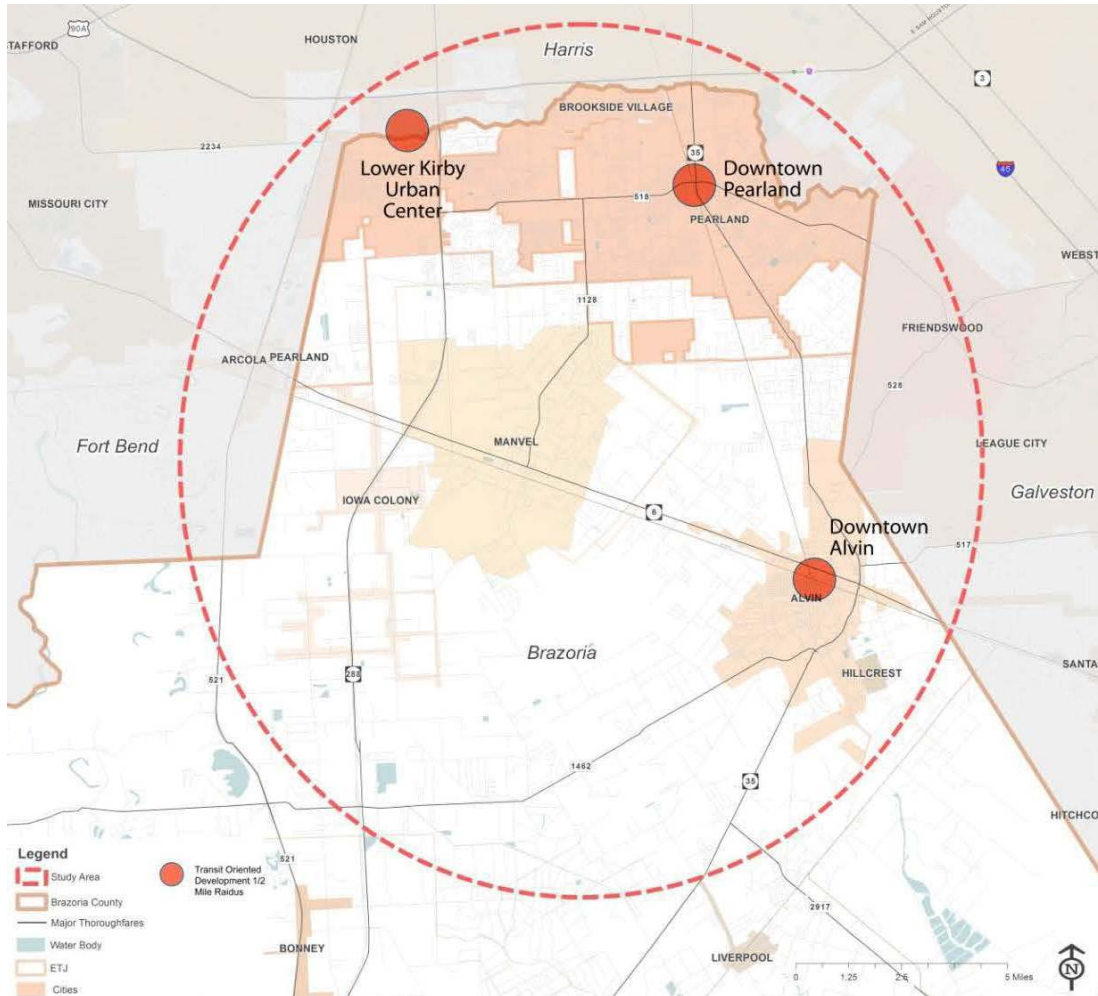 90A
STAFFORD
HOUSTON
Harris
3
BROOKSIDE VILLAGE
2234
35
45
Lower Kirby
Urban
Center
Downtown
Pearland
518
MISSOURI CITY
PEARLAND
1128
FRIENDSWOOD
ARCOLA
PEARLAND
528
Fort Bend
MANVEL
LEAGUE CITY
Galveston
IOWA COLONY
6
Downtown
Alvin
517
ALVIN
Brazoria
HILLCREST
SANTA
521
288
1462
35
HITCHCO
521
2917
BONNEY
LIVERPOOL
Legend
Study Area
Brazoria County
Major Thoroughfares
Water Body
ETJ
Cities
Transit Oriented
Development 1/2
Mile Raidus
0 1.25 2.5 5 Miles
N